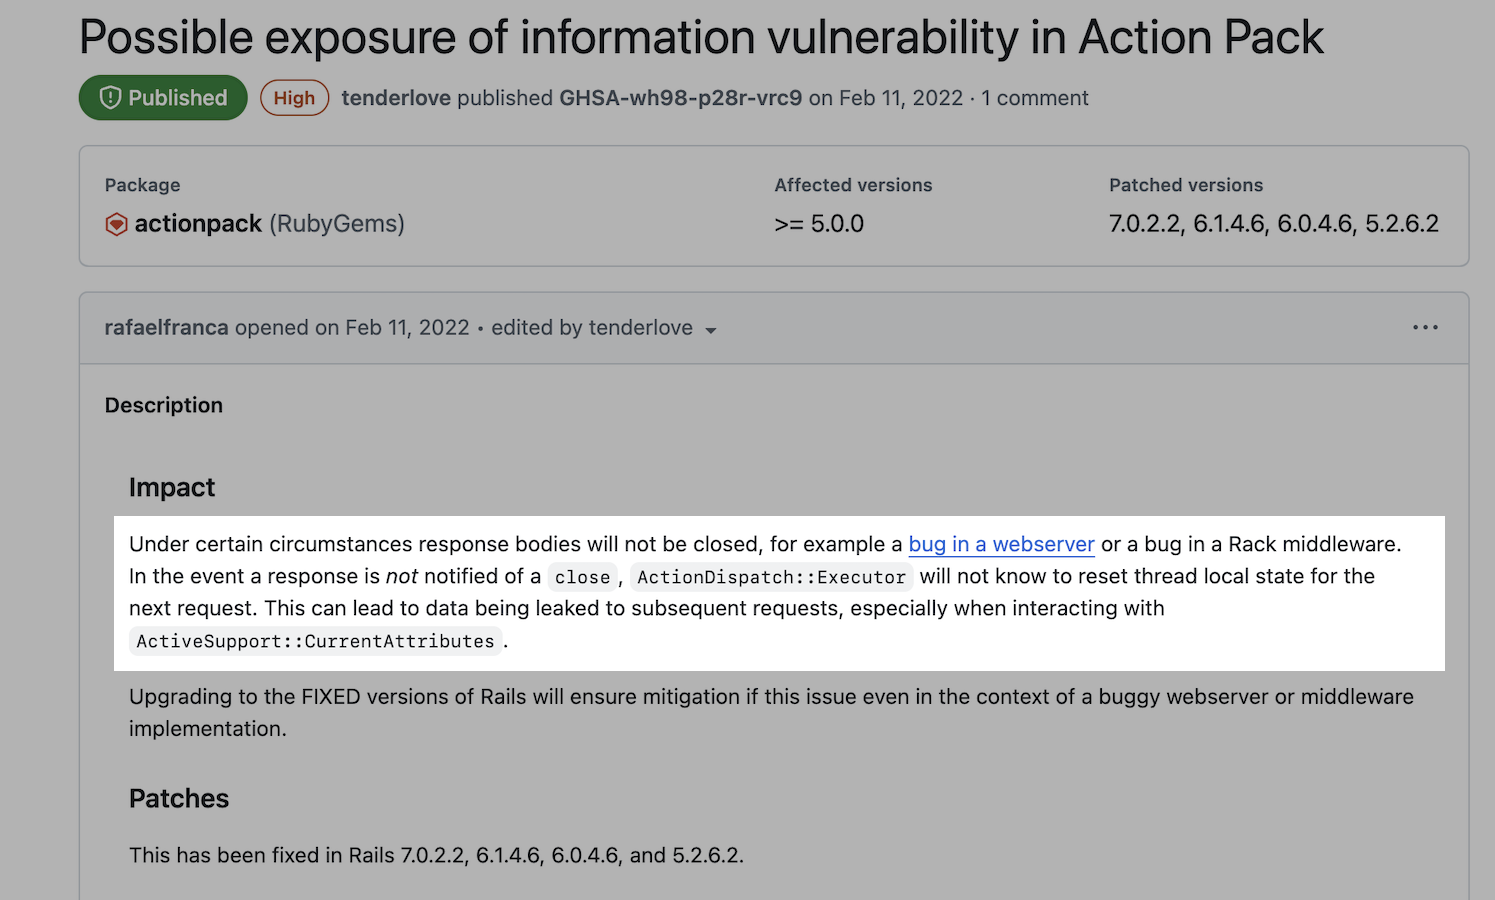 Possible exposure of information vulnerability in Action Pack
Published High tenderlove published GHSA-wh98-p28r-vrc9 on Feb 11, 2022 · 1 comment
Package Affected versions Patched versions
actionpack (RubyGems) >= 5.0.0 7.0.2.2, 6.1.4.6, 6.0.4.6, 5.2.6.2
rafaelfranca opened on Feb 11, 2022 • edited by tenderlove
Description
Impact
Under certain circumstances response bodies will not be closed, for example a bug in a webserver or a bug in a Rack middleware.
In the event a response is not notified of a close, ActionDispatch::Executor will not know to reset thread local state for the
next request. This can lead to data being leaked to subsequent requests, especially when interacting with
ActiveSupport::CurrentAttributes.
Upgrading to the FIXED versions of Rails will ensure mitigation if this issue even in the context of a buggy webserver or middleware
implementation.
Patches
This has been fixed in Rails 7.0.2.2, 6.1.4.6, 6.0.4.6, and 5.2.6.2.